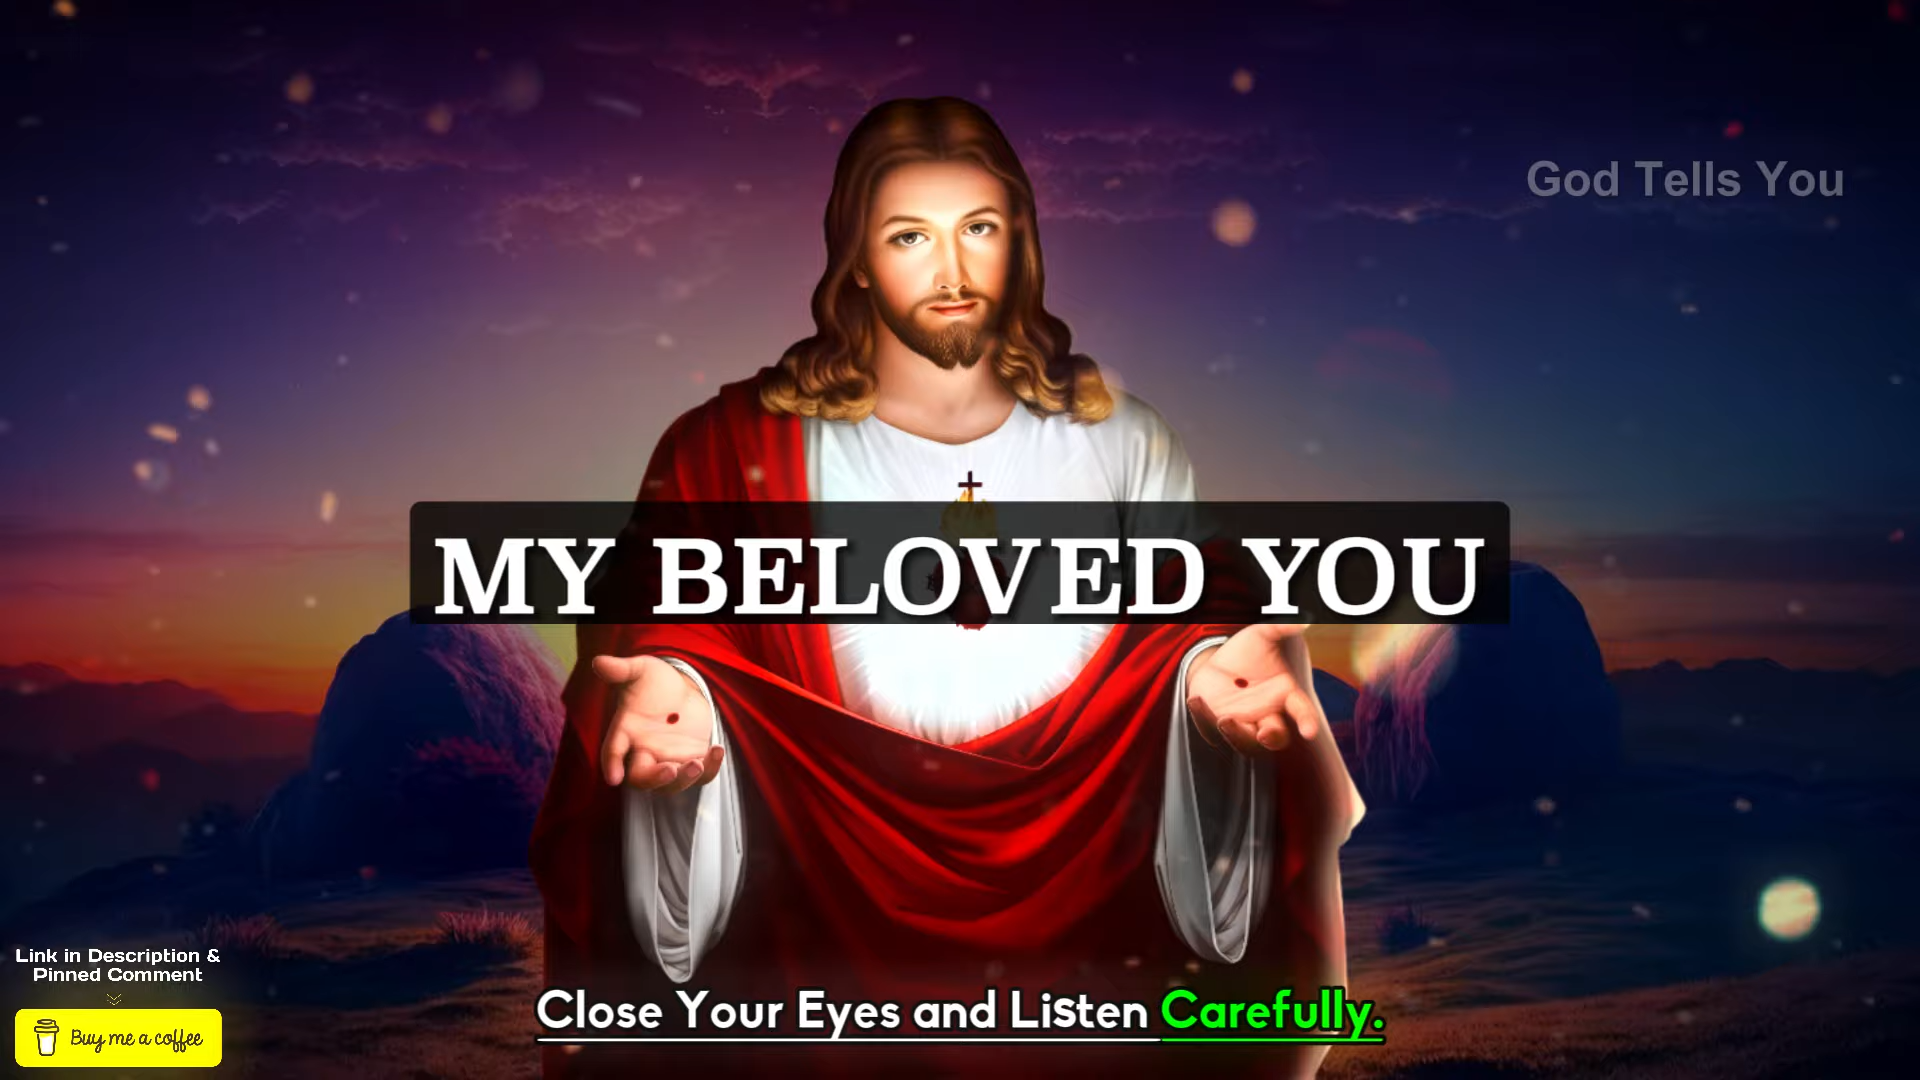 God Tells You
MY BELOVED YOU
Link in Description &
Pinned Comment
Buy me a coffee
Close Your Eyes and Listen Carefully.